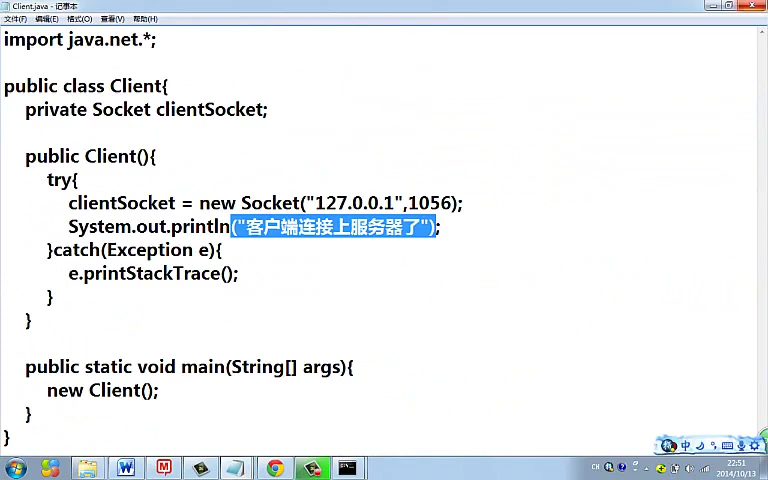 Client.java - 记事本
文件(F) 编辑(E) 格式(O) 查看(V) 帮助(H)
import java.net.*;
public class Client{
private Socket clientSocket;
public Client(){
try{
clientSocket = new Socket("127.0.0.1",1056);
System.out.println("客户端连接上服务器了");
}catch(Exception e){
e.printStackTrace();
}
}
public static void main(String[] args){
new Client();
}
}
中
CH
22:51
2014/10/13